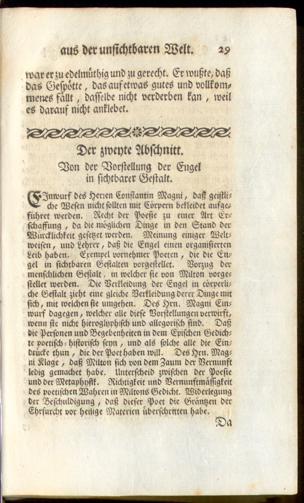 aus der unsichtbaren Welt. 29
war er zu edelmüthig und zu gerecht. Er wußte, daß
das Gespötte, das auf etwas gutes und vollkom-
menes fällt, dasselbe nicht verderben kan, weil
es darauf nicht anklebet.
Der zweyte Abschnitt.
Von der Vorstellung der Engel
in sichtbarer Gestalt.
Einwurf des Herren Constantin Magni, daß geistli-
che Wesen nicht sollten mit Cörpern bekleidet aufge-
führet werden. Recht der Poesie zu einer Art Er-
schaffung, da die möglichen Dinge in den Stand der
Würcklichkeit gesetzet werden. Meinung einiger Welt-
weisen, und Lehrer, daß die Engel einen organisierten
Leib haben. Exempel vornehmer Poeten, die die En-
gel in sichtbaren Gestalten vorgestellet. Vorzug der
menschlichen Gestalt, in welcher sie von Milton vorge-
stellet werden. Die Verkleidung der Engel in cörperli-
che Gestalt zieht eine gleiche Verkleidung derer Dinge mit
sich, mit welchen sie umgehen. Des Hrn. Magni Ein-
wurf dagegen, welcher alle diese Vorstellungen verwirft,
wenn sie nicht hieroglyphisch und allegorisch sind. Daß
die Personen und Begebenheiten in dem Epischen Gedich-
te poetisch-historisch seyn, und als solche alle die Ein-
drücke thun, die der Poet haben will. Des Hrn. Mag-
ni Klage, daß Milton sich von dem Zaum der Vernunft
ledig gemachet habe. Unterscheid zwischen der Poesie
und der Metaphysik. Richtigkeit und Vernunftmässigkeit
des poetischen Wahren in Miltons Gedicht. Widerlegung
der Beschuldigung, daß dieser Poet die Gräntzen der
Ehrfurcht vor heilige Materien überschritten habe.
Da